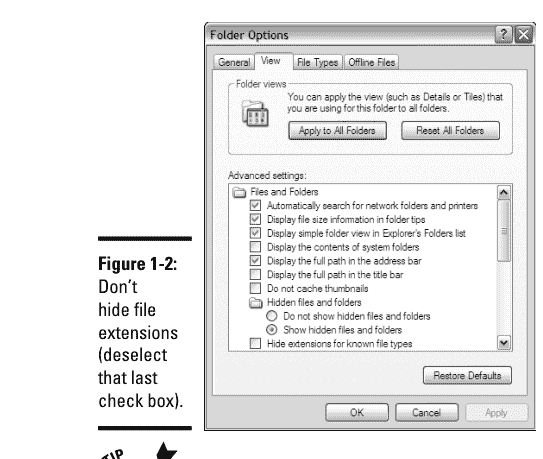 Folder Options
General View File Types Offline Files
Folder views
You can apply the view (such as Details or Tiles) that
you are using for this folder to all folders.
Apply to All Folders Reset All Folders
Advanced settings:
Files and Folders
Automatically search for network folders and printers
Display file size information in folder tips
Display simple folder view in Explorer's Folders list
Display the contents of system folders
Display the full path in the address bar
Display the full path in the title bar
Do not cache thumbnails
Hidden files and folders
Do not show hidden files and folders
Show hidden files and folders
Hide extensions for known file types
Restore Defaults
OK Cancel Apply
Figure 1-2:
Don't
hide file
extensions
(deselect
that last
check box).
TIP